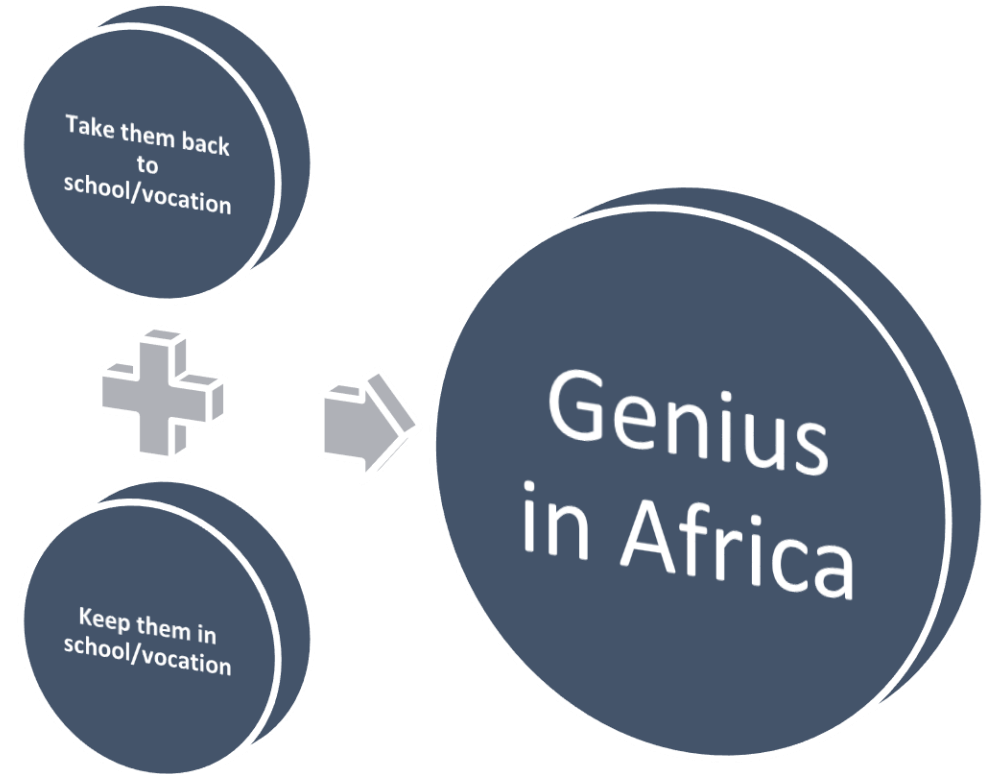 Take them back
to
school/vocation
Keep them in
school/vocation
Genius
in Africa